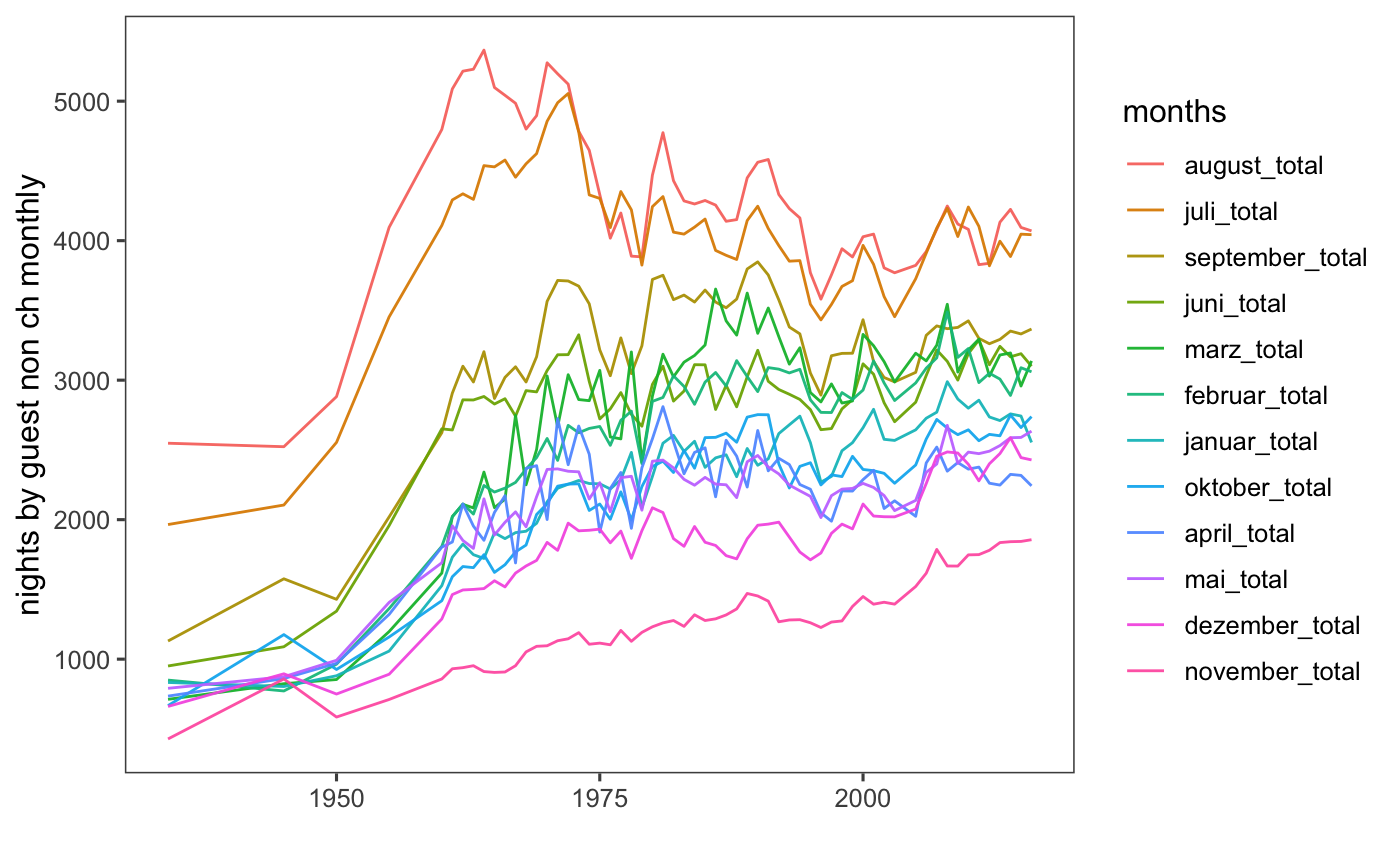 nights by guest non ch monthly
5000
4000
3000
2000
1000
1950
1975
2000
months
august_total
juli_total
september_total
juni_total
marz_total
februar_total
januar_total
oktober_total
april_total
mai_total
dezember_total
november_total